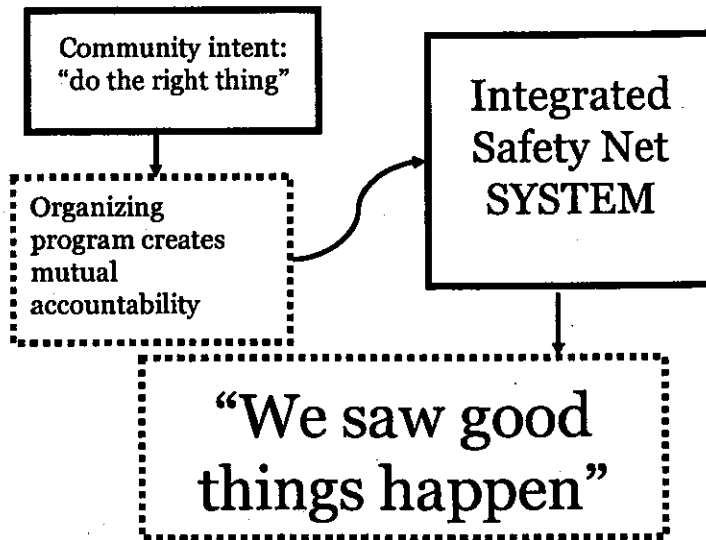 Community intent:
“do the right thing”
Organizing
program creates
mutual
accountability
Integrated
Safety Net
SYSTEM
“We saw good
things happen”